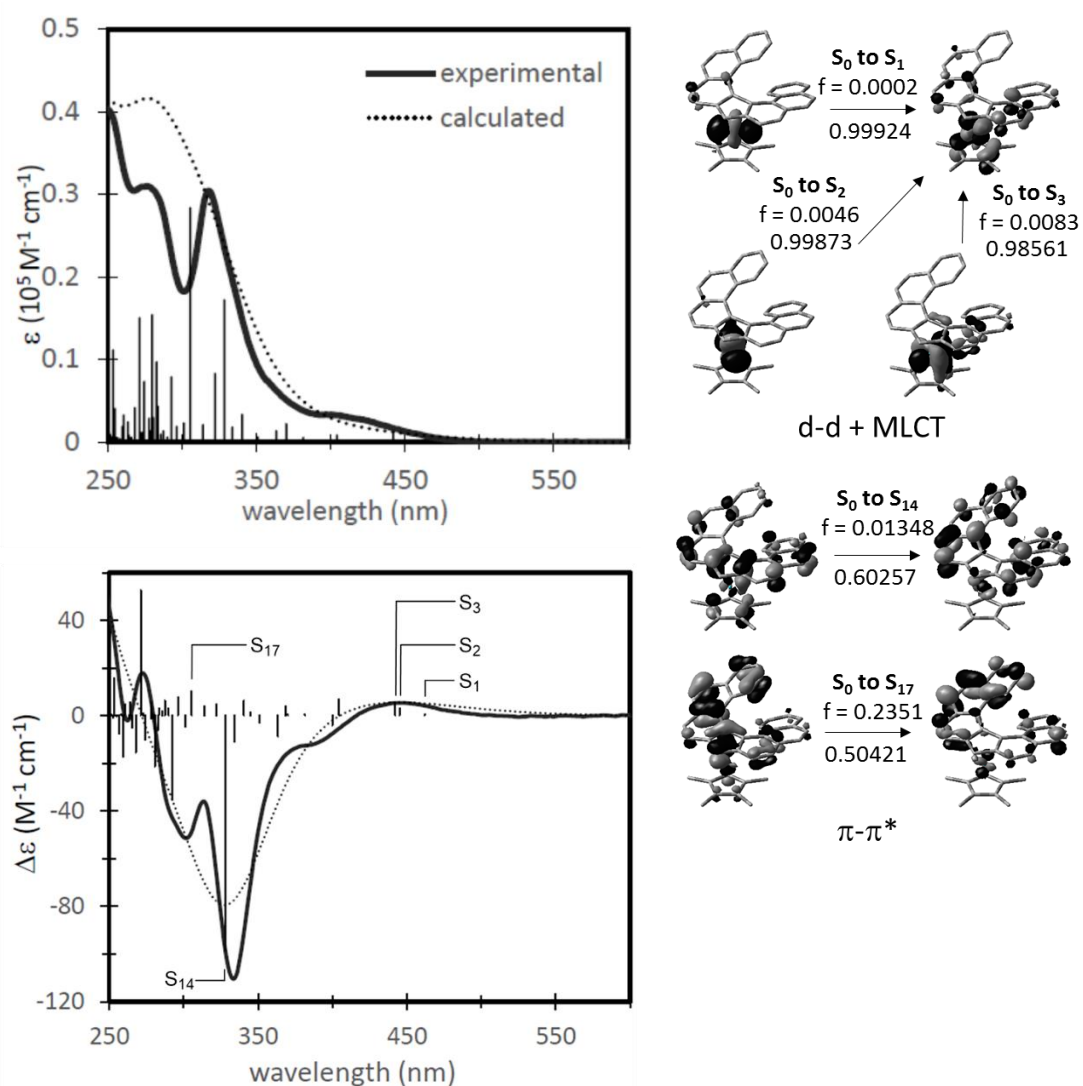 0.5
0.4
0.3
0.2
0.1
0
250
350
450
550
wavelength (nm)
ε (10⁵ M⁻¹ cm⁻¹)
experimental
calculated
S₀ to S₁
f = 0.0002
0.99924
S₀ to S₂
f = 0.0046
0.99873
S₀ to S₃
f = 0.0083
0.98561
d-d + MLCT
40
0
-40
-80
-120
250
350
450
550
wavelength (nm)
Δε (M⁻¹ cm⁻¹)
S₃
S₂
S₁
S₁₇
S₁₄
S₀ to S₁₄
f = 0.01348
0.60257
S₀ to S₁₇
f = 0.2351
0.50421
π-π*